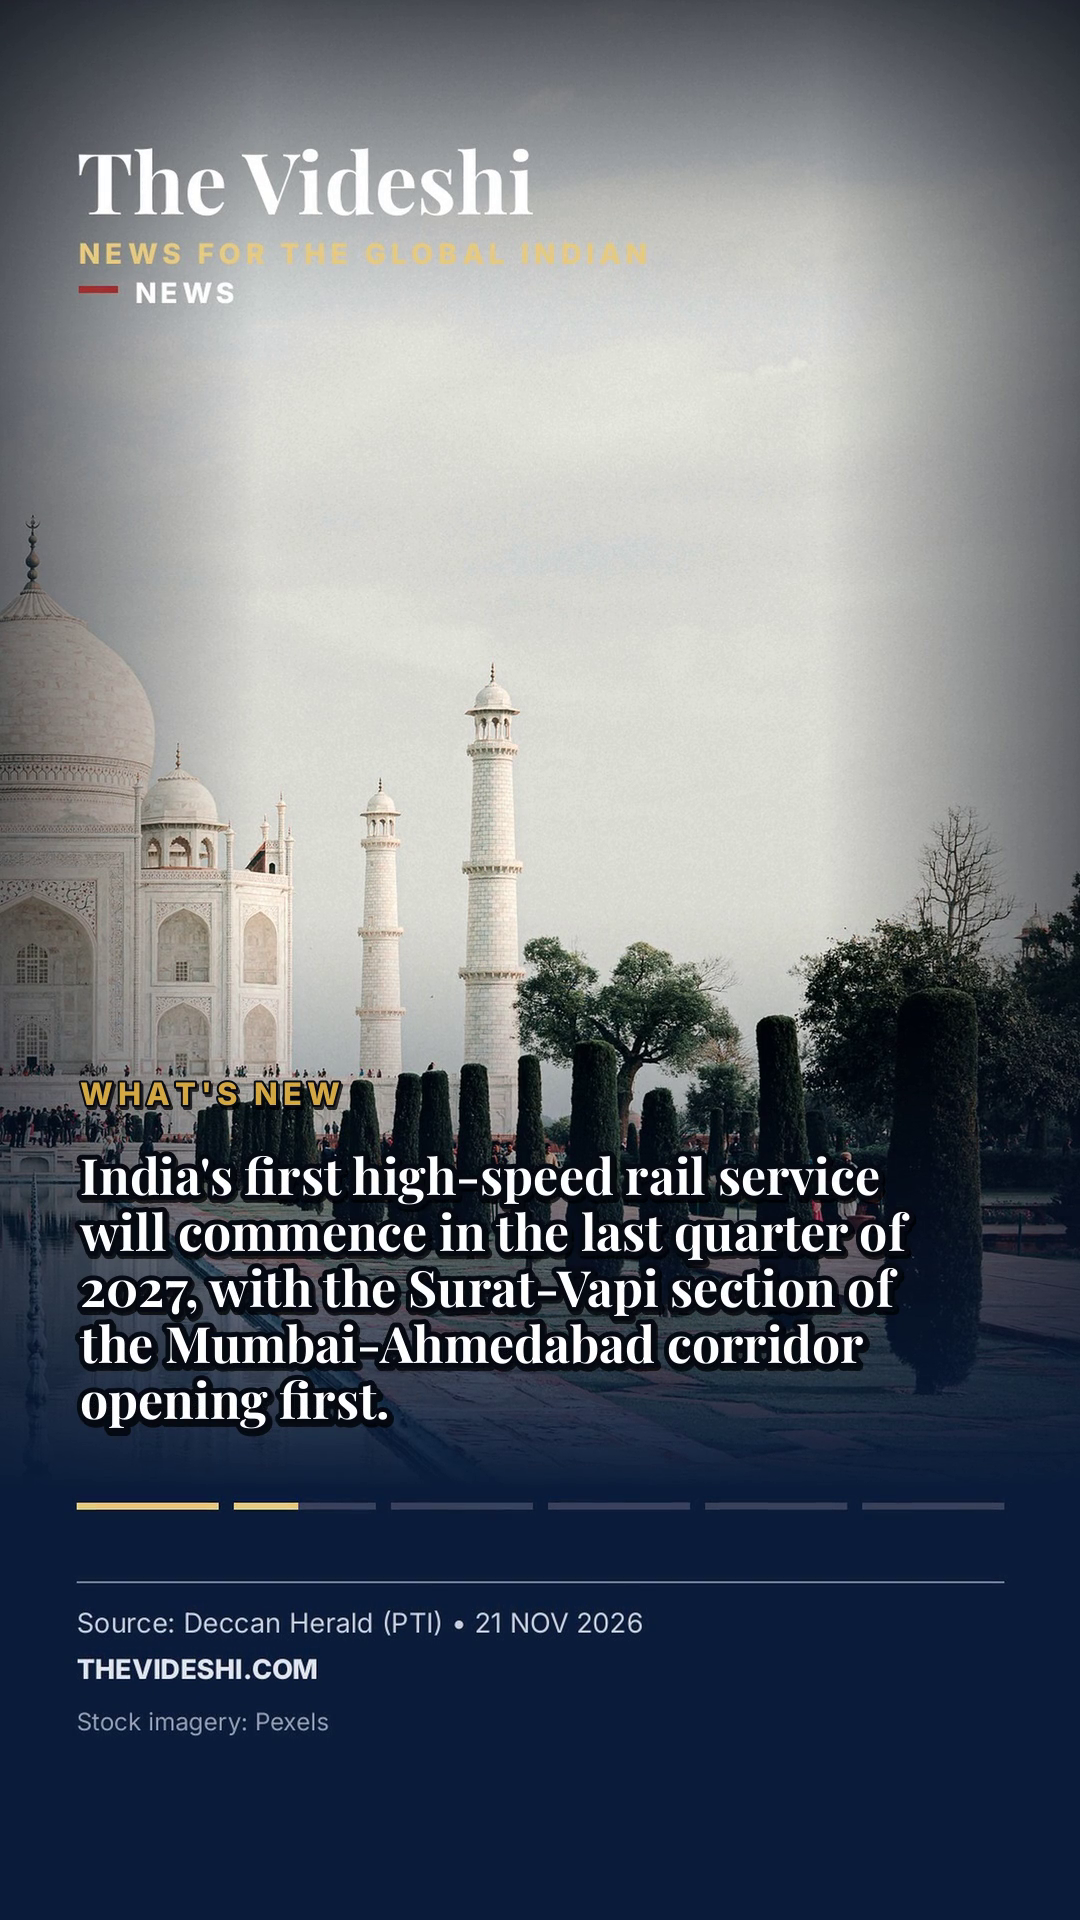 The Videshi
NEWS FOR THE GLOBAL INDIAN
NEWS
WHAT'S NEW
India's first high-speed rail service
will commence in the last quarter of
2027, with the Surat-Vapi section of
the Mumbai-Ahmedabad corridor
opening first.
Source: Deccan Herald (PTI) • 21 NOV 2026
THEVIDESHI.COM
Stock imagery: Pexels